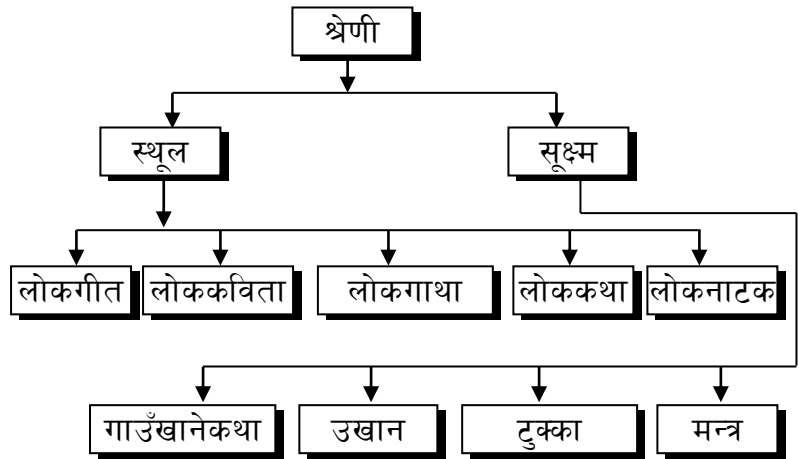 श्रेणी
स्थूल सूक्ष्म
लोकगीत लोककविता लोकगाथा लोककथा लोकनाटक
गाउँखानेकथा उखान टुक्का मन्त्र